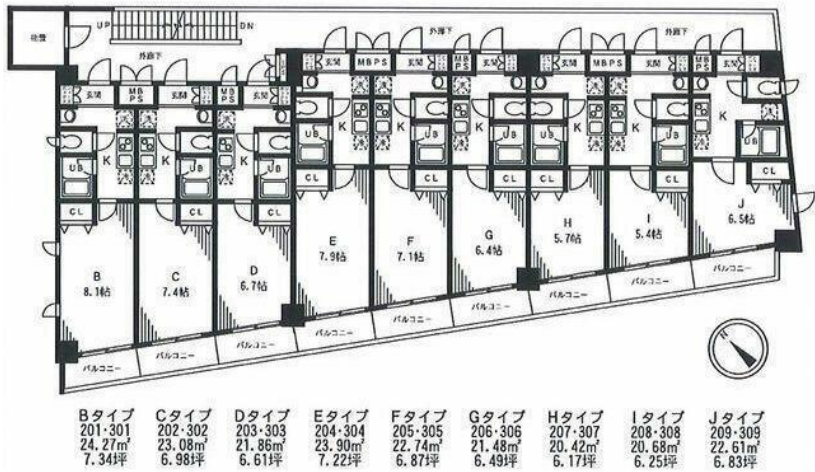 UP DN
物置
外廊下 外廊下
外廊下
玄関 MBPS 玄関 MBPS 玄関 MBPS 玄関 MBPS 玄関 MBPS
玄関 MBPS 玄関 MBPS 玄関
K K K K K K
UB UB UB UB UB UB
K K K
UB UB UB
CL CL CL CL CL CL
CL CL CL
J
6.5帖
I
5.4帖
H
5.7帖
G
6.4帖
F
7.1帖
E
7.9帖
D
6.7帖
C
7.4帖
B
8.1帖
バルコニー バルコニー バルコニー バルコニー バルコニー バルコニー バルコニー バルコニー バルコニー
N
Bタイプ Cタイプ Dタイプ Eタイプ Fタイプ Gタイプ Hタイプ Iタイプ Jタイプ
201・301 202・302 203・303 204・304 205・305 206・306 207・307 208・308 209・309
24.27㎡ 23.08㎡ 21.86㎡ 23.90㎡ 22.74㎡ 21.48㎡ 20.42㎡ 20.68㎡ 22.61㎡
7.34坪 6.98坪 6.61坪 7.22坪 6.87坪 6.49坪 6.17坪 6.25坪 6.83坪